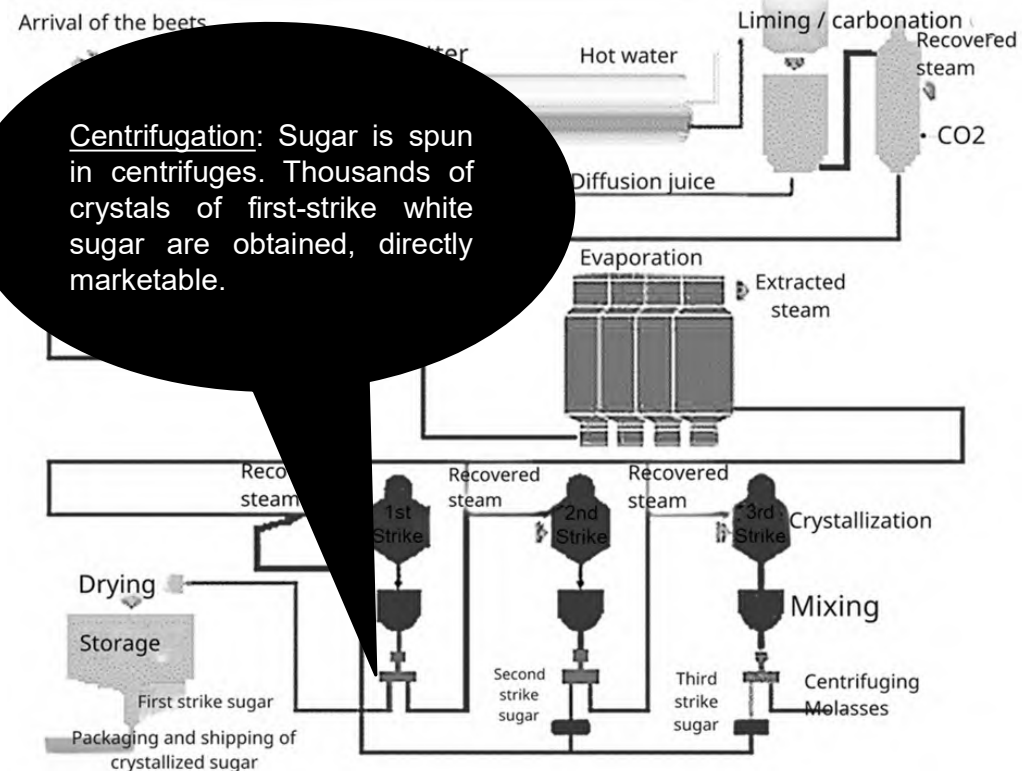 Arrival of the beets
Liming / carbonation
Hot water
Recovered
steam
CO2
Centrifugation: Sugar is spun
in centrifuges. Thousands of
crystals of first-strike white
sugar are obtained, directly
marketable.
Diffusion juice
Evaporation
Extracted
steam
steam
Recovered
steam
Recovered
steam
1st
Strike
2nd
Strike
3rd
Strike
Crystallization
Drying
Mixing
Storage
Second
strike
sugar
Third
strike
sugar
Centrifuging
Molasses
First strike sugar
Packaging and shipping of
crystallized sugar